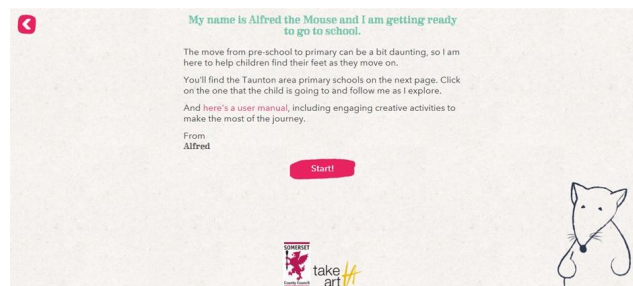 My name is Alfred the Mouse and I am getting ready
to go to school.
The move from pre-school to primary can be a bit daunting, so I am
here to help children find their feet as they move on.
You'll find the Taunton area primary schools on the next page. Click
on the one that the child is going to and follow me as I explore.
And here's a user manual, including engaging creative activities to
make the most of the journey.
From
Alfred
Start!
SOMERSET
County Council
take
art